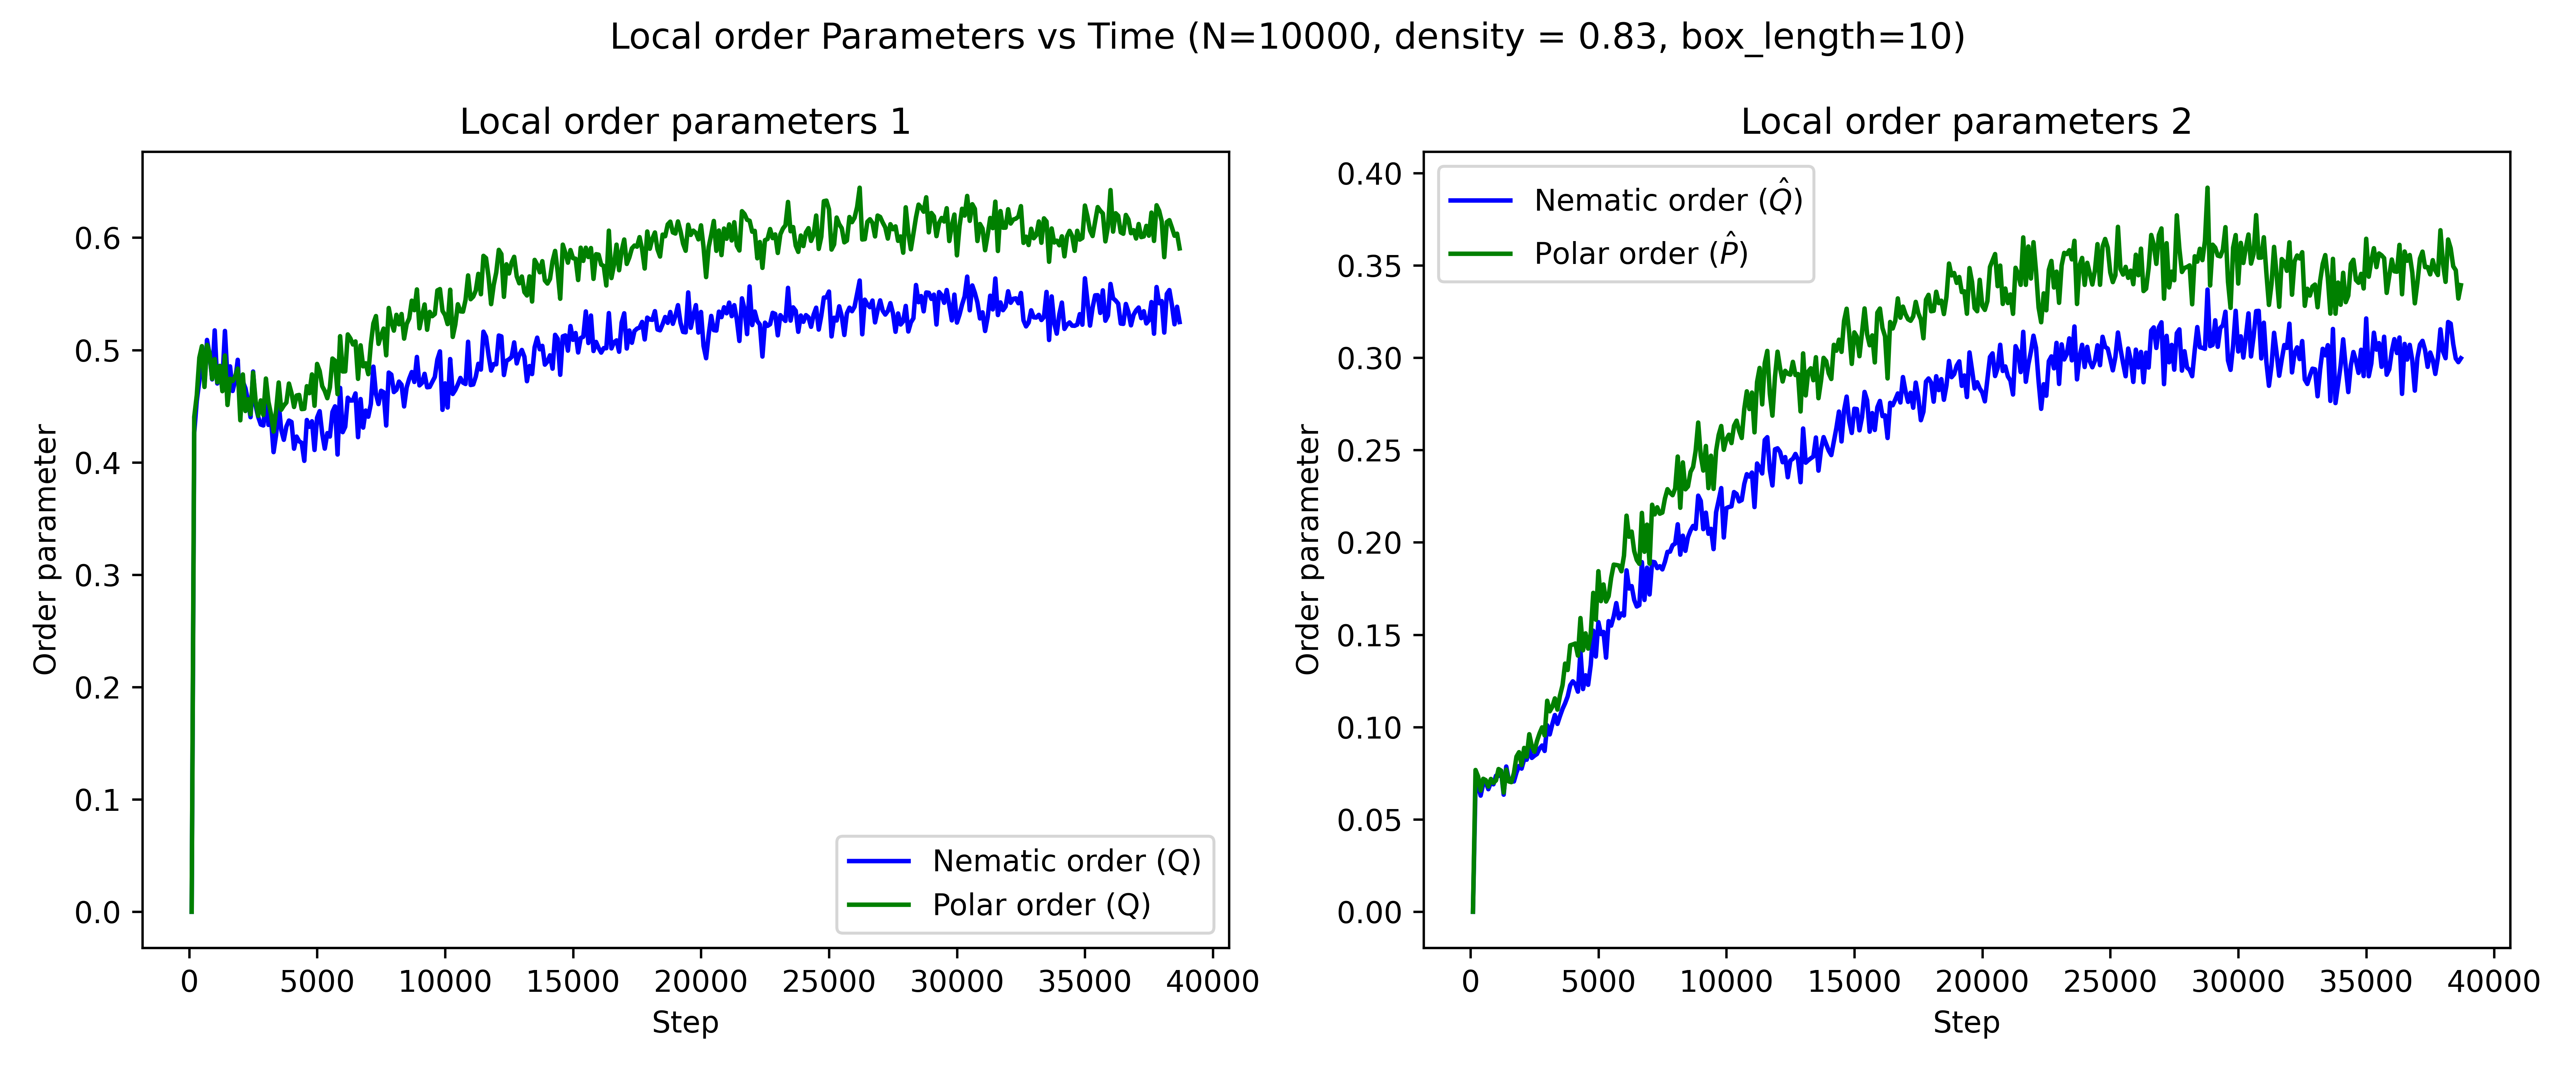 Local order Parameters vs Time (N=10000, density = 0.83, box_length=10)
Local order parameters 1
Order parameter
0.6
0.5
0.4
0.3
0.2
0.1
0.0
Nematic order (Q)
Polar order (Q)
0 5000 10000 15000 20000 25000 30000 35000 40000
Step
Local order parameters 2
Order parameter
0.40
0.35
0.30
0.25
0.20
0.15
0.10
0.05
0.00
Nematic order (Q̂)
Polar order (P̂)
0 5000 10000 15000 20000 25000 30000 35000 40000
Step